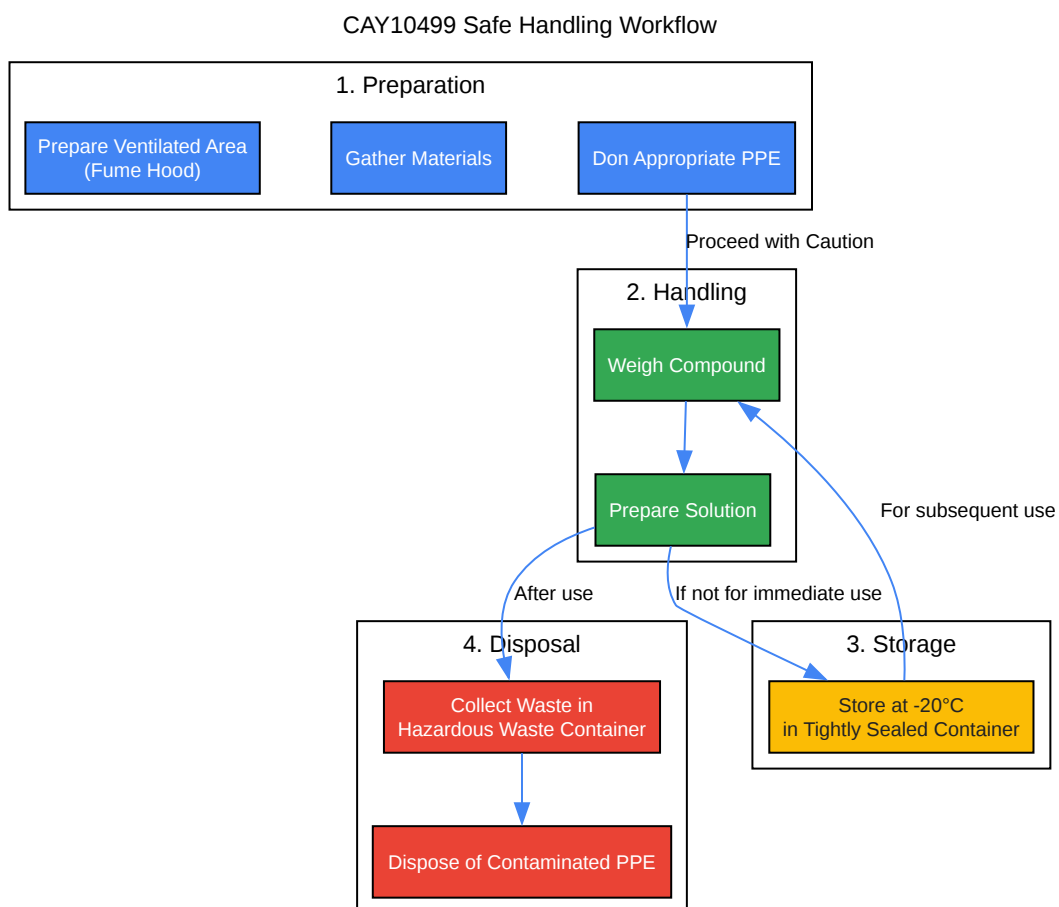 CAY10499 Safe Handling Workflow
1. Preparation
Prepare Ventilated Area
(Fume Hood)
Gather Materials
Don Appropriate PPE
Proceed with Caution
2. Handling
Weigh Compound
Prepare Solution
For subsequent use
After use
If not for immediate use
4. Disposal
Collect Waste in
Hazardous Waste Container
Dispose of Contaminated PPE
3. Storage
Store at -20°C
in Tightly Sealed Container